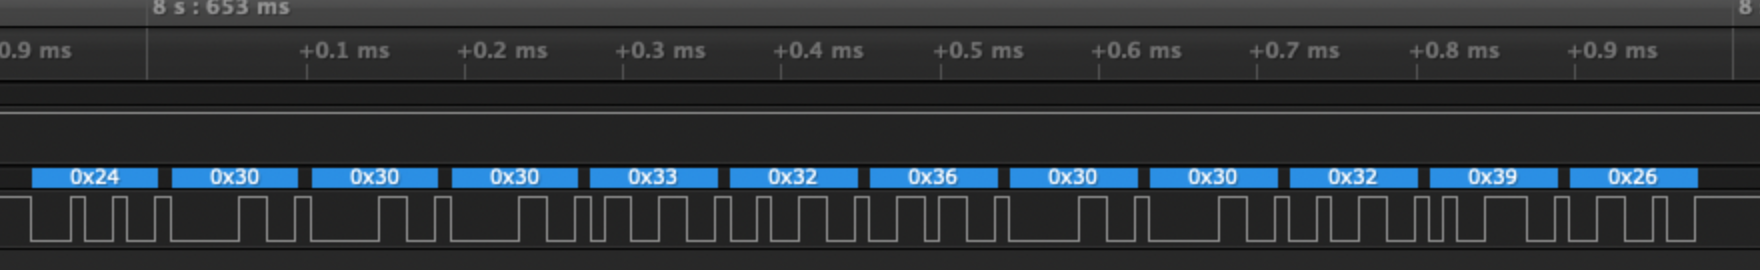 8 s : 653 ms 8
0.9 ms +0.1 ms +0.2 ms +0.3 ms +0.4 ms +0.5 ms +0.6 ms +0.7 ms +0.8 ms +0.9 ms
0x24 0x30 0x30 0x30 0x33 0x32 0x36 0x30 0x30 0x32 0x39 0x26